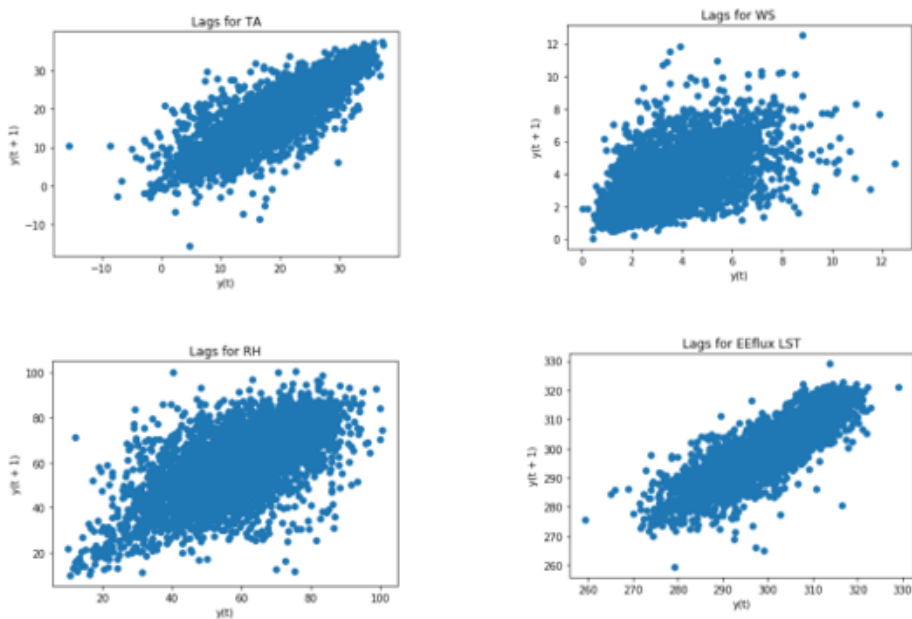 Lags for TA
y(t + 1)
30
20
10
0
−10
−10 0 10 20 30
y(t)
Lags for WS
y(t + 1)
12
10
8
6
4
2
0
0 2 4 6 8 10 12
y(t)
Lags for RH
y(t + 1)
100
80
60
40
20
20 40 60 80 100
y(t)
Lags for EEflux LST
y(t + 1)
330
320
310
300
290
280
270
260
260 270 280 290 300 310 320 330
y(t)